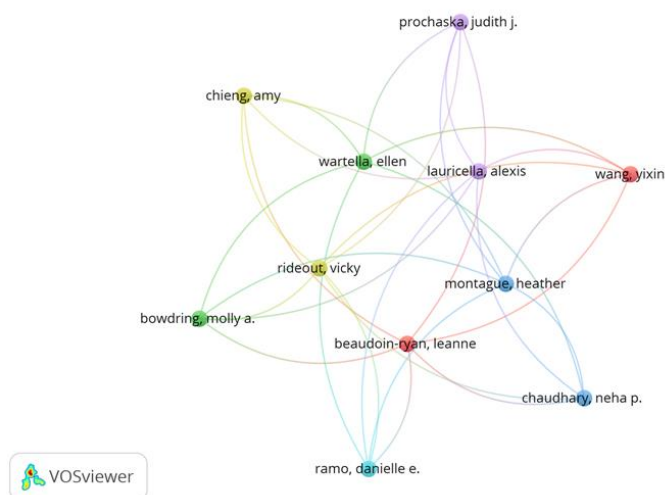 prochaska, judith j.
chieng, amy
wartella, ellen
lauricella, alexis
wang, yixin
rideout, vicky
montague, heather
bowdring, molly a.
beaudoin-ryan, leanne
chaudhary, neha p.
ramo, danielle e.
VOSviewer